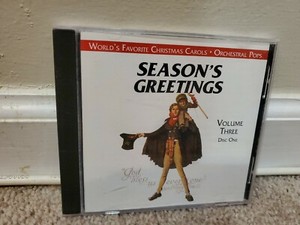 WORLD'S FAVORITE CHRISTMAS CAROLS • ORCHESTRAL POPS
SEASON'S
GREETINGS
VOLUME
THREE
DISC ONE